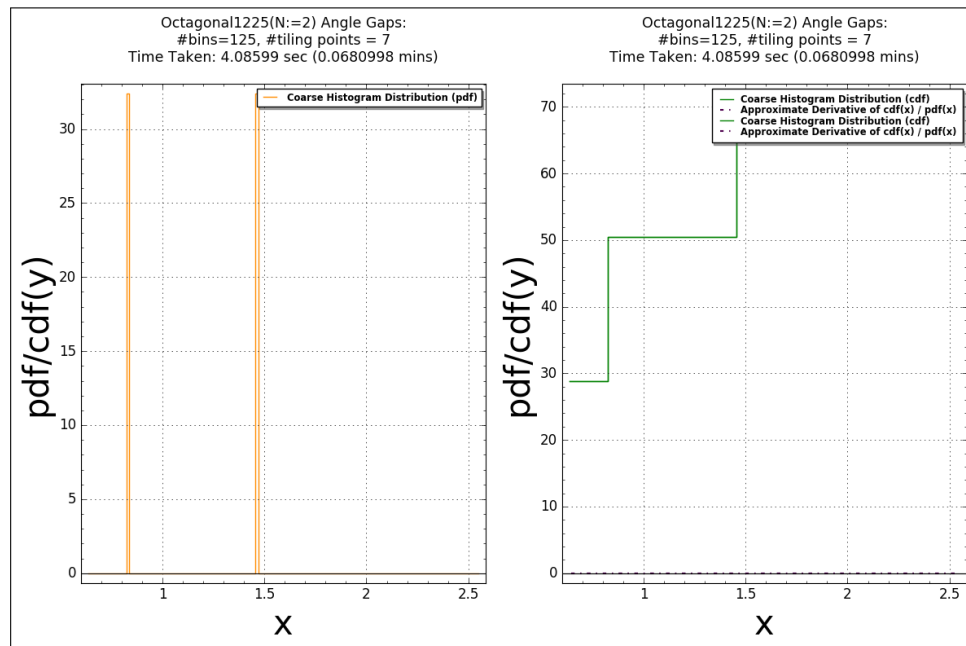 Octagonal1225(N:=2) Angle Gaps:
#bins=125, #tiling points = 7
Time Taken: 4.08599 sec (0.0680998 mins)
Coarse Histogram Distribution (pdf)
30
25
20
15
10
5
0
pdf/cdf(y)
1
1.5
2
2.5
x
Octagonal1225(N:=2) Angle Gaps:
#bins=125, #tiling points = 7
Time Taken: 4.08599 sec (0.0680998 mins)
Coarse Histogram Distribution (cdf)
Approximate Derivative of cdf(x) / pdf(x)
Coarse Histogram Distribution (cdf)
Approximate Derivative of cdf(x) / pdf(x)
70
60
50
40
30
20
10
0
pdf/cdf(y)
1
1.5
2
2.5
x